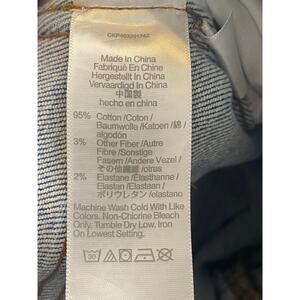 Made in China
Fabriqué En Chine
Hergestellt In China
Vervaardigd In China
中国製
hecho en china
95% Cotton /Coton /
Baumwolle /Katoen /綿 /
algodón
3% Other Fiber /Autre
Fibre /Sonstige
Fasern /Andere Vezel /
その他繊維 /otras
2% Elastane /Elasthanne /
Elastan /Elastaan /
ポリウレタン /elastano
Machine Wash Cold With Like
Colors. Non-Chlorine Bleach
Only. Tumble Dry Low. Iron
On Lowest Setting.
30